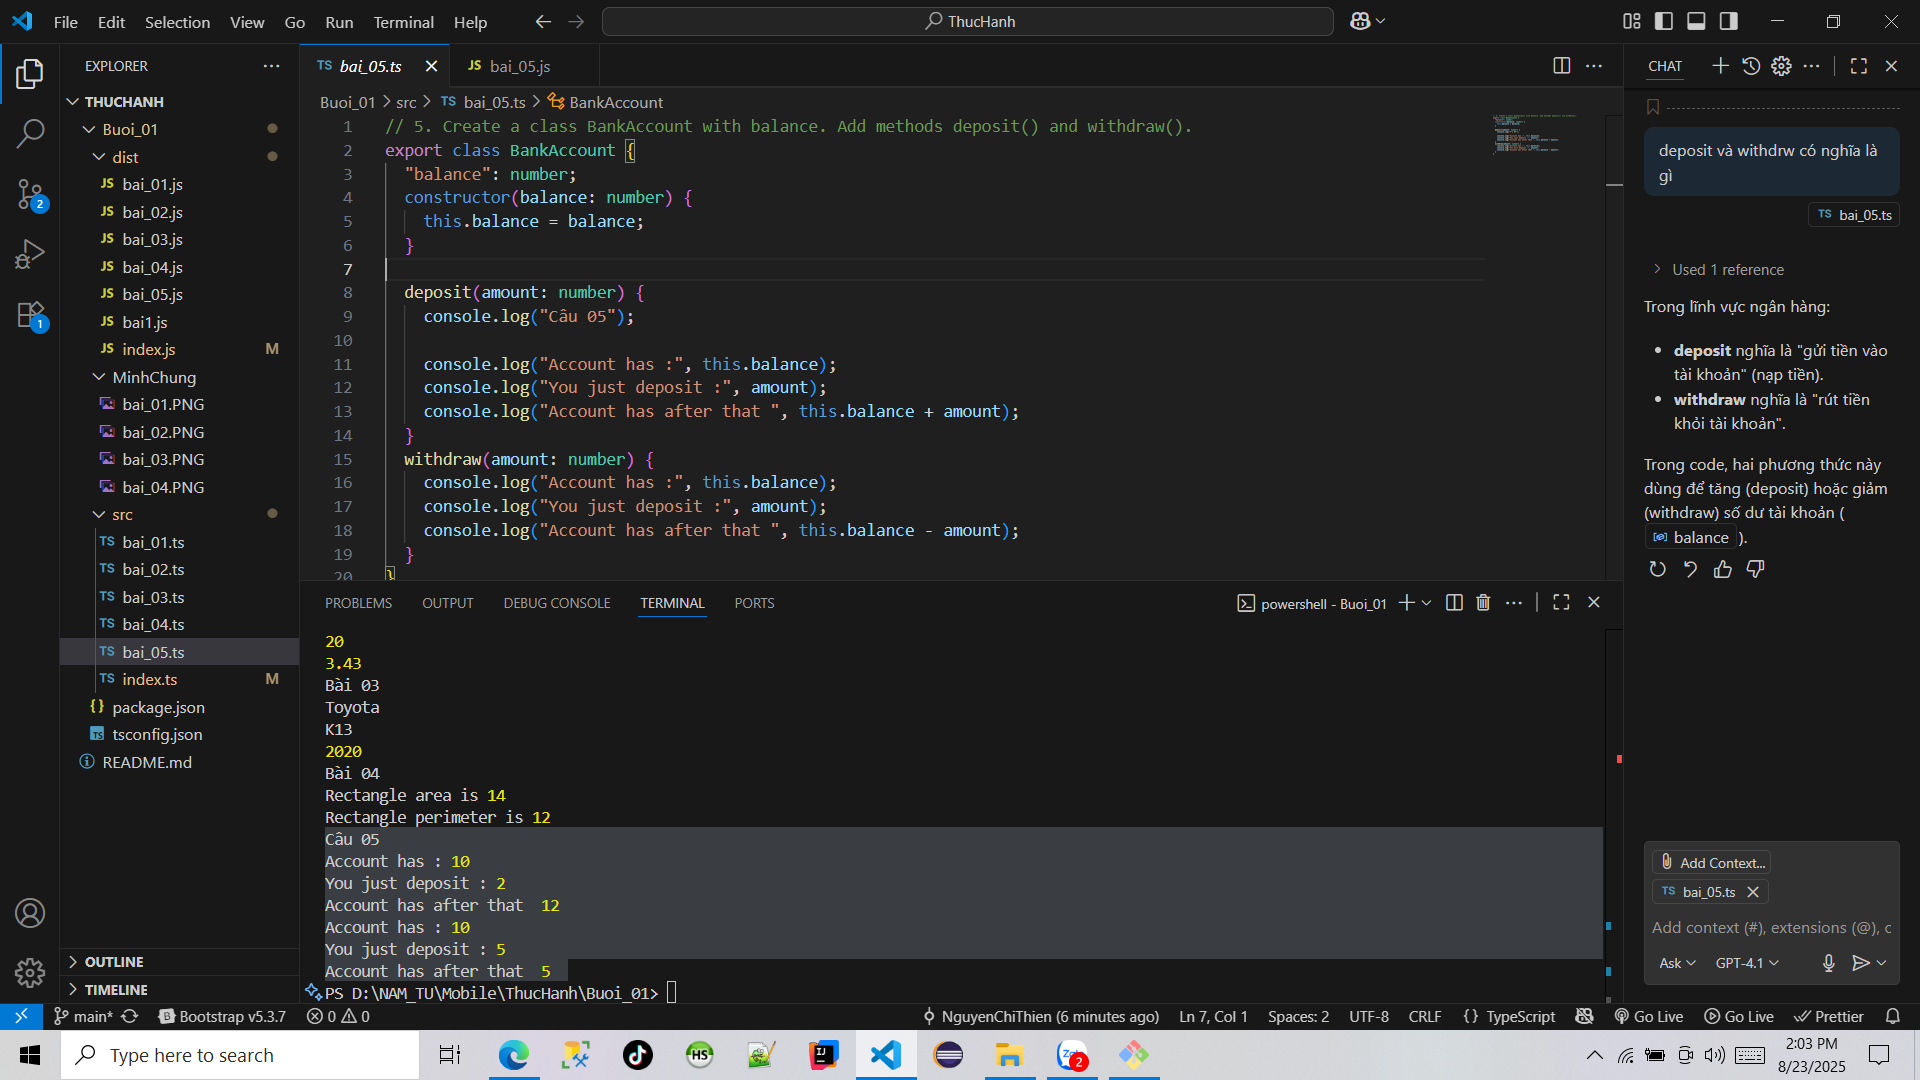 File Edit Selection View Go Run Terminal Help
ThucHanh
EXPLORER
THUCHANH
Buoi_01
dist
JS bai_01.js
JS bai_02.js
JS bai_03.js
JS bai_04.js
JS bai_05.js
JS bai1.js
JS index.js M
MinhChung
bai_01.PNG
bai_02.PNG
bai_03.PNG
bai_04.PNG
src
TS bai_01.ts
TS bai_02.ts
TS bai_03.ts
TS bai_04.ts
TS bai_05.ts
TS index.ts M
{} package.json
TS tsconfig.json
README.md
OUTLINE
TIMELINE
2
1
TS bai_05.ts
JS bai_05.js
Buoi_01 > src > TS bai_05.ts > BankAccount
1 // 5. Create a class BankAccount with balance. Add methods deposit() and withdraw().
2 export class BankAccount {
3 "balance": number;
4 constructor(balance: number) {
5 this.balance = balance;
6 }
7
8 deposit(amount: number) {
9 console.log("Câu 05");
10
11 console.log("Account has :", this.balance);
12 console.log("You just deposit :", amount);
13 console.log("Account has after that ", this.balance + amount);
14 }
15 withdraw(amount: number) {
16 console.log("Account has :", this.balance);
17 console.log("You just deposit :", amount);
18 console.log("Account has after that ", this.balance - amount);
19 }
20 }
PROBLEMS OUTPUT DEBUG CONSOLE TERMINAL PORTS
powershell - Buoi_01
20
3.43
Bài 03
Toyota
K13
2020
Bài 04
Rectangle area is 14
Rectangle perimeter is 12
Câu 05
Account has : 10
You just deposit : 2
Account has after that  12
Account has : 10
You just deposit : 5
Account has after that  5
PS D:\NAM_TU\Mobile\ThucHanh\Buoi_01>
CHAT
deposit và withdrw có nghĩa là
gì
TS bai_05.ts
Used 1 reference
Trong lĩnh vực ngân hàng:
• deposit nghĩa là "gửi tiền vào
tài khoản" (nạp tiền).
• withdraw nghĩa là "rút tiền
khỏi tài khoản".
Trong code, hai phương thức này
dùng để tăng (deposit) hoặc giảm
(withdraw) số dư tài khoản (
balance ).
Add Context...
TS bai_05.ts
Add context (#), extensions (@), c
Ask GPT-4.1
main* Bootstrap v5.3.7 0 0 NguyenChiThien (6 minutes ago) Ln 7, Col 1 Spaces: 2 UTF-8 CRLF {} TypeScript Go Live Go Live Prettier
Type here to search
HS
2
2:03 PM
8/23/2025